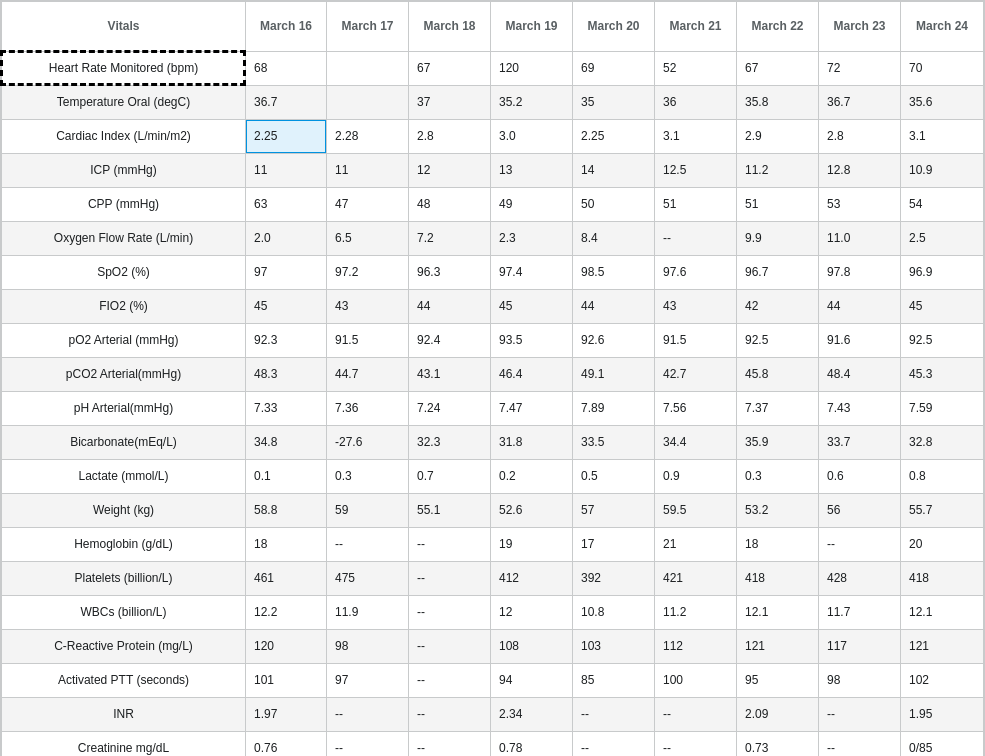 Vitals March 16 March 17 March 18 March 19 March 20 March 21 March 22 March 23 March 24
Heart Rate Monitored (bpm) 68 67 120 69 52 67 72 70
Temperature Oral (degC) 36.7 37 35.2 35 36 35.8 36.7 35.6
Cardiac Index (L/min/m2) 2.25 2.28 2.8 3.0 2.25 3.1 2.9 2.8 3.1
ICP (mmHg) 11 11 12 13 14 12.5 11.2 12.8 10.9
CPP (mmHg) 63 47 48 49 50 51 51 53 54
Oxygen Flow Rate (L/min) 2.0 6.5 7.2 2.3 8.4 -- 9.9 11.0 2.5
SpO2 (%) 97 97.2 96.3 97.4 98.5 97.6 96.7 97.8 96.9
FIO2 (%) 45 43 44 45 44 43 42 44 45
pO2 Arterial (mmHg) 92.3 91.5 92.4 93.5 92.6 91.5 92.5 91.6 92.5
pCO2 Arterial(mmHg) 48.3 44.7 43.1 46.4 49.1 42.7 45.8 48.4 45.3
pH Arterial(mmHg) 7.33 7.36 7.24 7.47 7.89 7.56 7.37 7.43 7.59
Bicarbonate(mEq/L) 34.8 -27.6 32.3 31.8 33.5 34.4 35.9 33.7 32.8
Lactate (mmol/L) 0.1 0.3 0.7 0.2 0.5 0.9 0.3 0.6 0.8
Weight (kg) 58.8 59 55.1 52.6 57 59.5 53.2 56 55.7
Hemoglobin (g/dL) 18 -- -- 19 17 21 18 -- 20
Platelets (billion/L) 461 475 -- 412 392 421 418 428 418
WBCs (billion/L) 12.2 11.9 -- 12 10.8 11.2 12.1 11.7 12.1
C-Reactive Protein (mg/L) 120 98 -- 108 103 112 121 117 121
Activated PTT (seconds) 101 97 -- 94 85 100 95 98 102
INR 1.97 -- -- 2.34 -- -- 2.09 -- 1.95
Creatinine mg/dL 0.76 -- -- 0.78 -- -- 0.73 -- 0/85